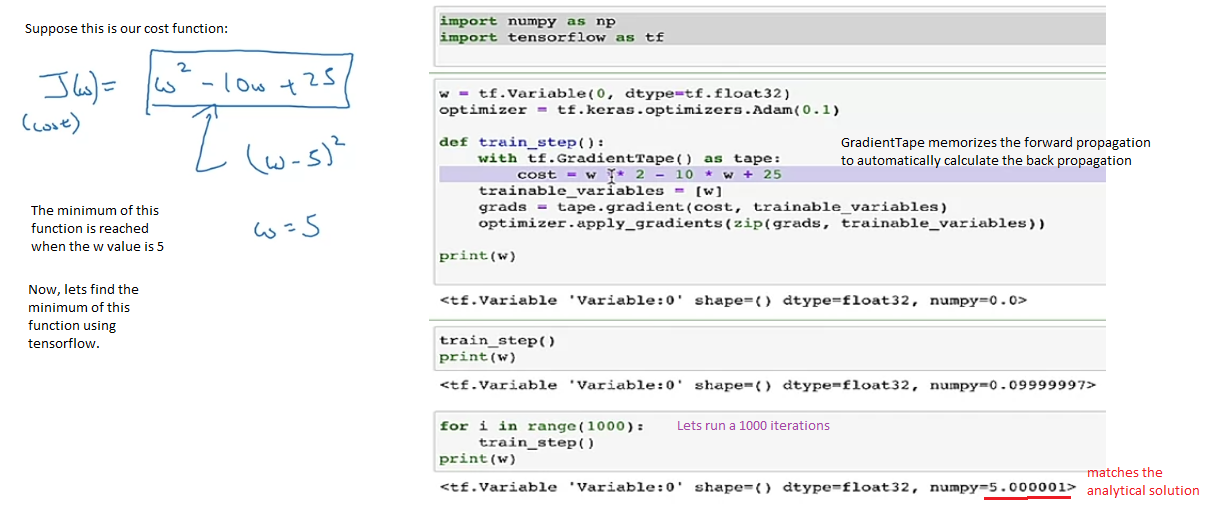 Suppose this is our cost function:
J(w) = w² - 10w + 25
(cost)
(w-5)²
The minimum of this
function is reached
when the w value is 5
w = 5
Now, lets find the
minimum of this
function using
tensorflow.
import numpy as np
import tensorflow as tf
w = tf.Variable(0, dtype=tf.float32)
optimizer = tf.keras.optimizers.Adam(0.1)
def train_step():
    with tf.GradientTape() as tape:
        cost = w ** 2 - 10 * w + 25
    trainable_variables = [w]
    grads = tape.gradient(cost, trainable_variables)
    optimizer.apply_gradients(zip(grads, trainable_variables))
print(w)
GradientTape memorizes the forward propagation
to automatically calculate the back propagation
<tf.Variable 'Variable:0' shape=() dtype=float32, numpy=0.0>
train_step()
print(w)
<tf.Variable 'Variable:0' shape=() dtype=float32, numpy=0.09999997>
for i in range(1000): Lets run a 1000 iterations
    train_step()
print(w)
<tf.Variable 'Variable:0' shape=() dtype=float32, numpy=5.000001>
matches the
analytical solution